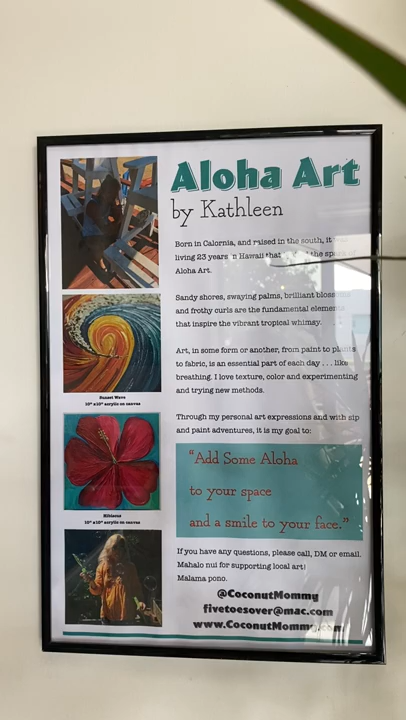 Aloha Art
by Kathleen
Born in Calornia, and raised in the south, it
living 23 years in Hawaii that the
Aloha Art.
Sandy shores, swaying palms, brilliant
and frothy curls are the fundamental
that inspire the vibrant tropical whimsy.
Art, in some form or another, from paint to plants
to fabric, is an essential part of each day . . . like
breathing. I love texture, color and experimenting
and trying new methods.
Through my personal art expressions and with sip
and paint adventures, it is my goal to:
"Add Some Aloha
to your space
and a smile to your face."
If you have any questions, please call, DM or email.
Mahalo nui for supporting local art!
Malama pono.
@CoconutMommy
fivetoesover@mac.com
www.CoconutMommy.com
Sunset Wave
10" x10" acrylic on canvas
Hibiscus
10" x10" acrylic on canvas